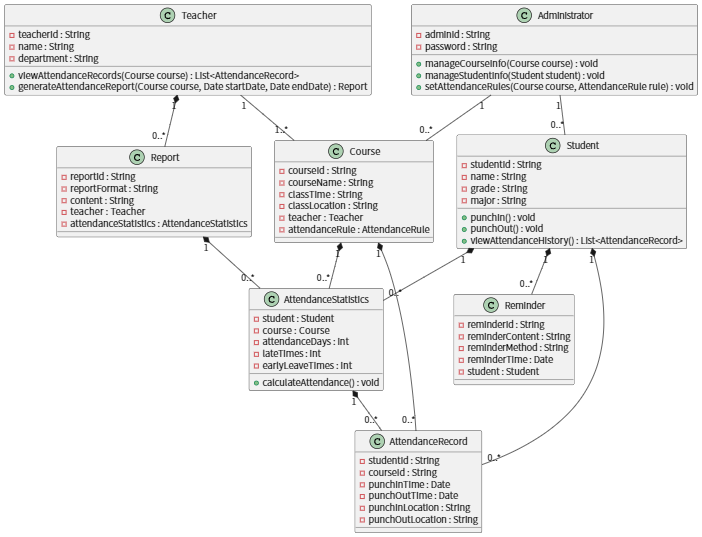 C Teacher
teacherId : String
name : String
department : String
viewAttendanceRecords(Course course) : List<AttendanceRecord>
generateAttendanceReport(Course course, Date startDate, Date endDate) : Report
C Administrator
adminId : String
password : String
manageCourseInfo(Course course) : void
manageStudentInfo(Student student) : void
setAttendanceRules(Course course, AttendanceRule rule) : void
1
1
1
1
0..*
1..*
0..*
0..*
C Report
reportId : String
reportFormat : String
content : String
teacher : Teacher
attendanceStatistics : AttendanceStatistics
C Course
courseId : String
courseName : String
classTime : String
classLocation : String
teacher : Teacher
attendanceRule : AttendanceRule
C Student
studentId : String
name : String
grade : String
major : String
punchIn() : void
punchOut() : void
viewAttendanceHistory() : List<AttendanceRecord>
1
1
1
1
1
1
0..*
0..*
0..*
0..*
C AttendanceStatistics
student : Student
course : Course
attendanceDays : int
lateTimes : int
earlyLeaveTimes : int
calculateAttendance() : void
C Reminder
reminderId : String
reminderContent : String
reminderMethod : String
reminderTime : Date
student : Student
1
0..*
0..*
0..*
C AttendanceRecord
studentId : String
courseId : String
punchInTime : Date
punchOutTime : Date
punchInLocation : String
punchOutLocation : String